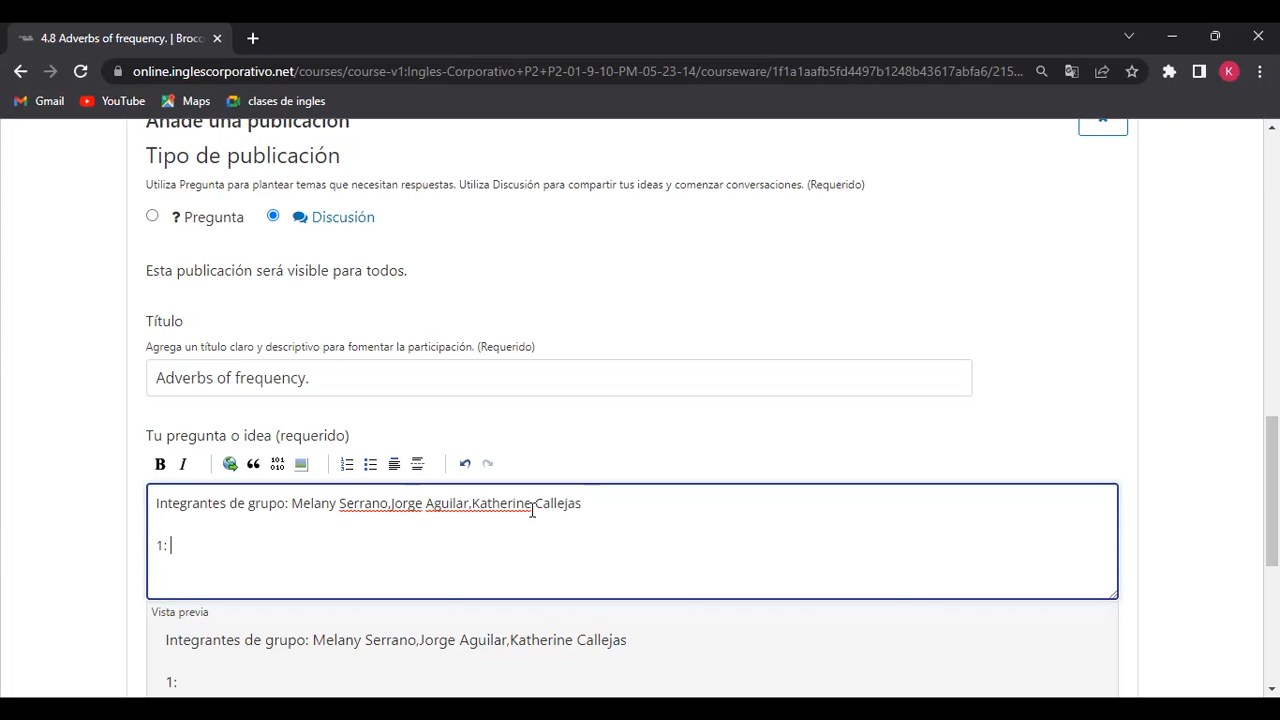 4.8 Adverbs of frequency. | Brocc
online.inglescorporativo.net/courses/course-v1:Ingles-Corporativo+P2+P2-01-9-10-PM-05-23-14/courseware/1f1a1aafb5fd4497b1248b43617abfa6/215...
K
Gmail YouTube Maps clases de ingles
Añade una publicación
Tipo de publicación
Utiliza Pregunta para plantear temas que necesitan respuestas. Utiliza Discusión para compartir tus ideas y comenzar conversaciones. (Requerido)
? Pregunta Discusión
Esta publicación será visible para todos.
Título
Agrega un título claro y descriptivo para fomentar la participación. (Requerido)
Adverbs of frequency.
Tu pregunta o idea (requerido)
B I
Integrantes de grupo: Melany Serrano,Jorge Aguilar,Katherine Callejas
1:
Vista previa
Integrantes de grupo: Melany Serrano,Jorge Aguilar,Katherine Callejas
1: